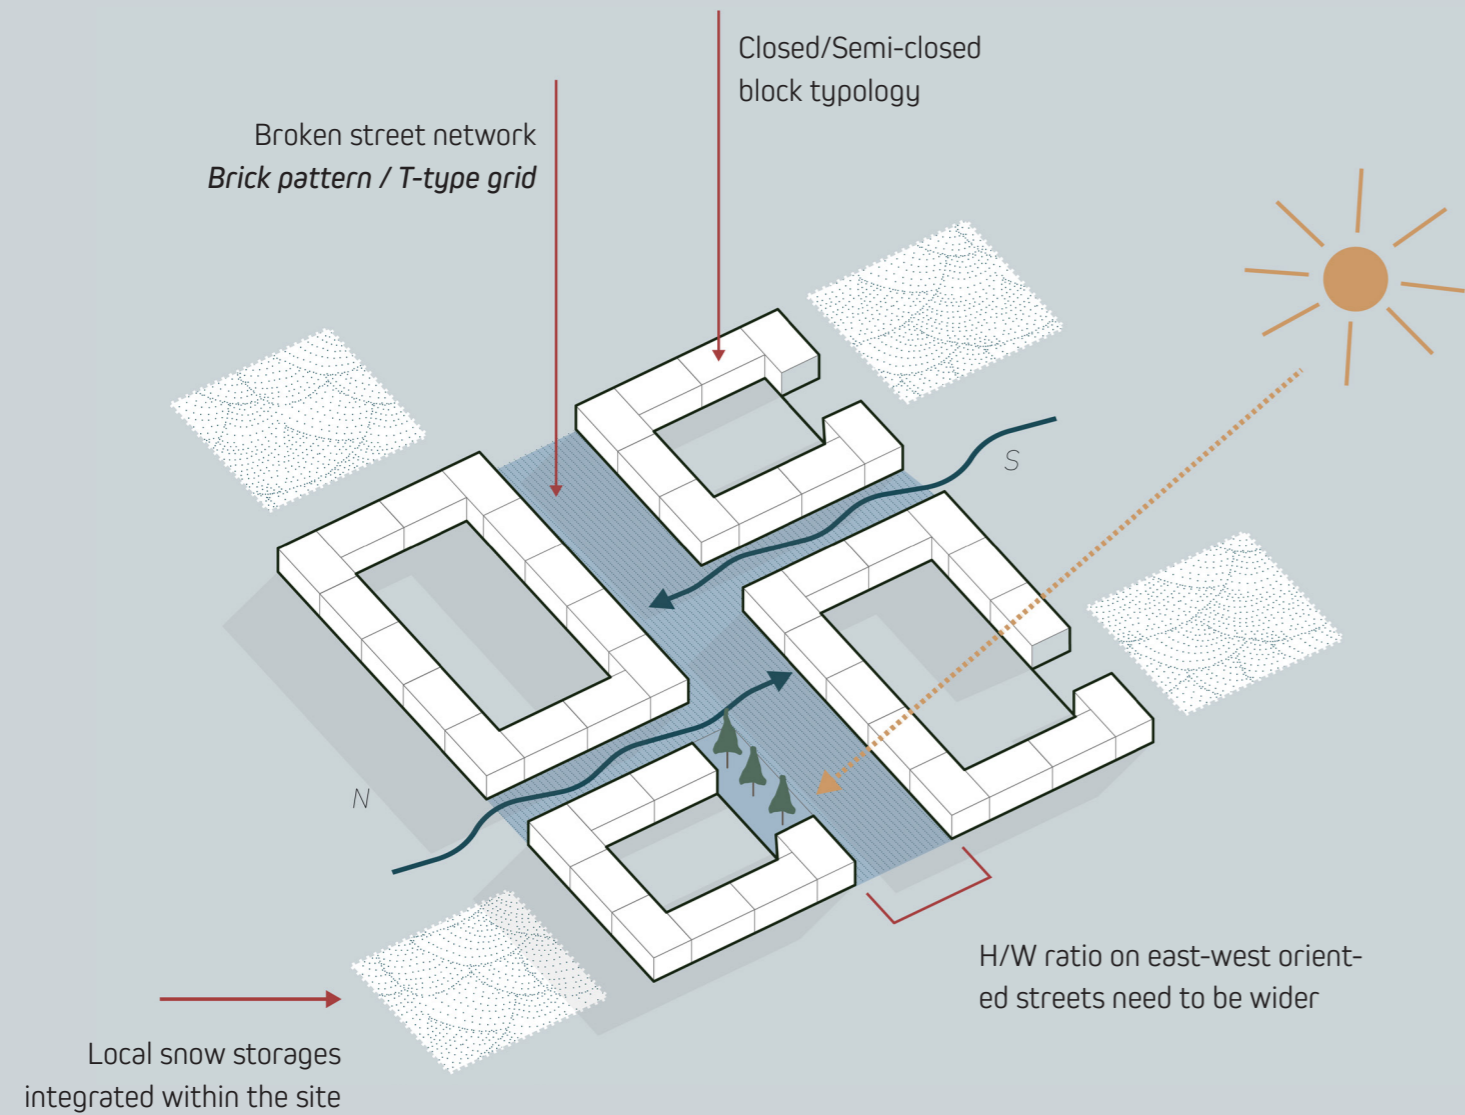 Closed/Semi-closed
block typology
Broken street network
Brick pattern / T-type grid
S
N
H/W ratio on east-west orient-
ed streets need to be wider
Local snow storages
integrated within the site